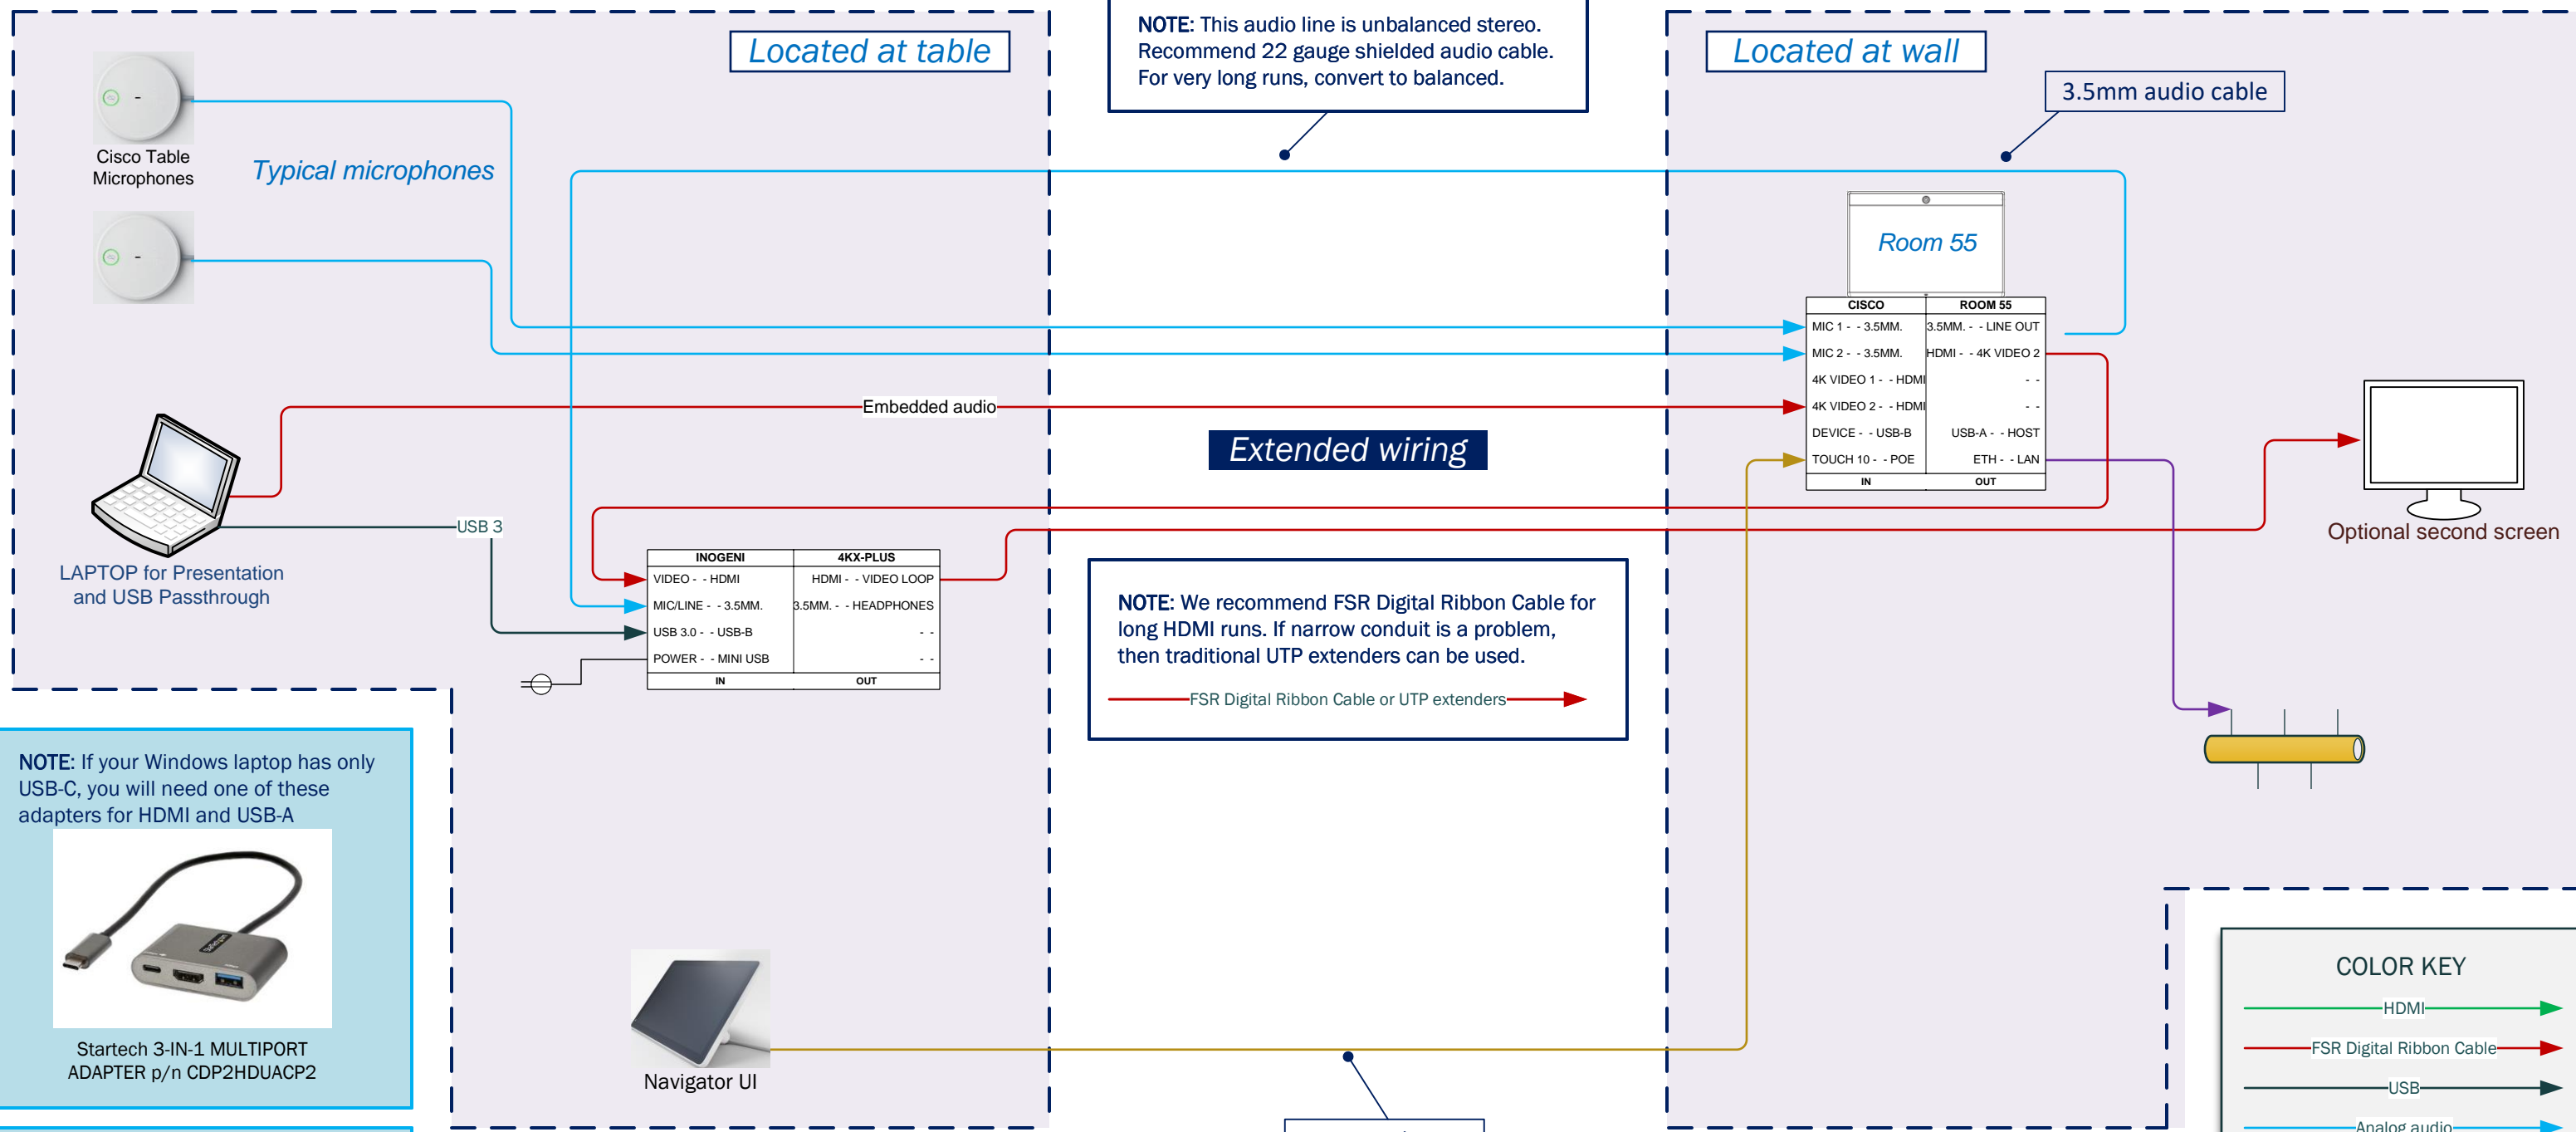 Located at table
NOTE: This audio line is unbalanced stereo.
Recommend 22 gauge shielded audio cable.
For very long runs, convert to balanced.
Located at wall
3.5mm audio cable
Cisco Table
Microphones
Typical microphones
Room 55
CISCO
ROOM 55
MIC 1 - - 3.5MM.
3.5MM. - - LINE OUT
MIC 2 - - 3.5MM.
HDMI - - 4K VIDEO 2
4K VIDEO 1 - - HDMI
- -
4K VIDEO 2 - - HDMI
- -
DEVICE - - USB-B
USB-A - - HOST
TOUCH 10 - - POE
ETH - - LAN
IN
OUT
Embedded audio
Extended wiring
Optional second screen
USB 3
LAPTOP for Presentation
and USB Passthrough
INOGENI
4KX-PLUS
VIDEO - - HDMI
HDMI - - VIDEO LOOP
MIC/LINE - - 3.5MM.
3.5MM. - - HEADPHONES
USB 3.0 - - USB-B
- -
POWER - - MINI USB
- -
IN
OUT
NOTE: We recommend FSR Digital Ribbon Cable for
long HDMI runs. If narrow conduit is a problem,
then traditional UTP extenders can be used.
FSR Digital Ribbon Cable or UTP extenders
NOTE: If your Windows laptop has only
USB-C, you will need one of these
adapters for HDMI and USB-A
Startech 3-IN-1 MULTIPORT
ADAPTER p/n CDP2HDUACP2
Navigator UI
COLOR KEY
HDMI
FSR Digital Ribbon Cable
USB
Analog audio